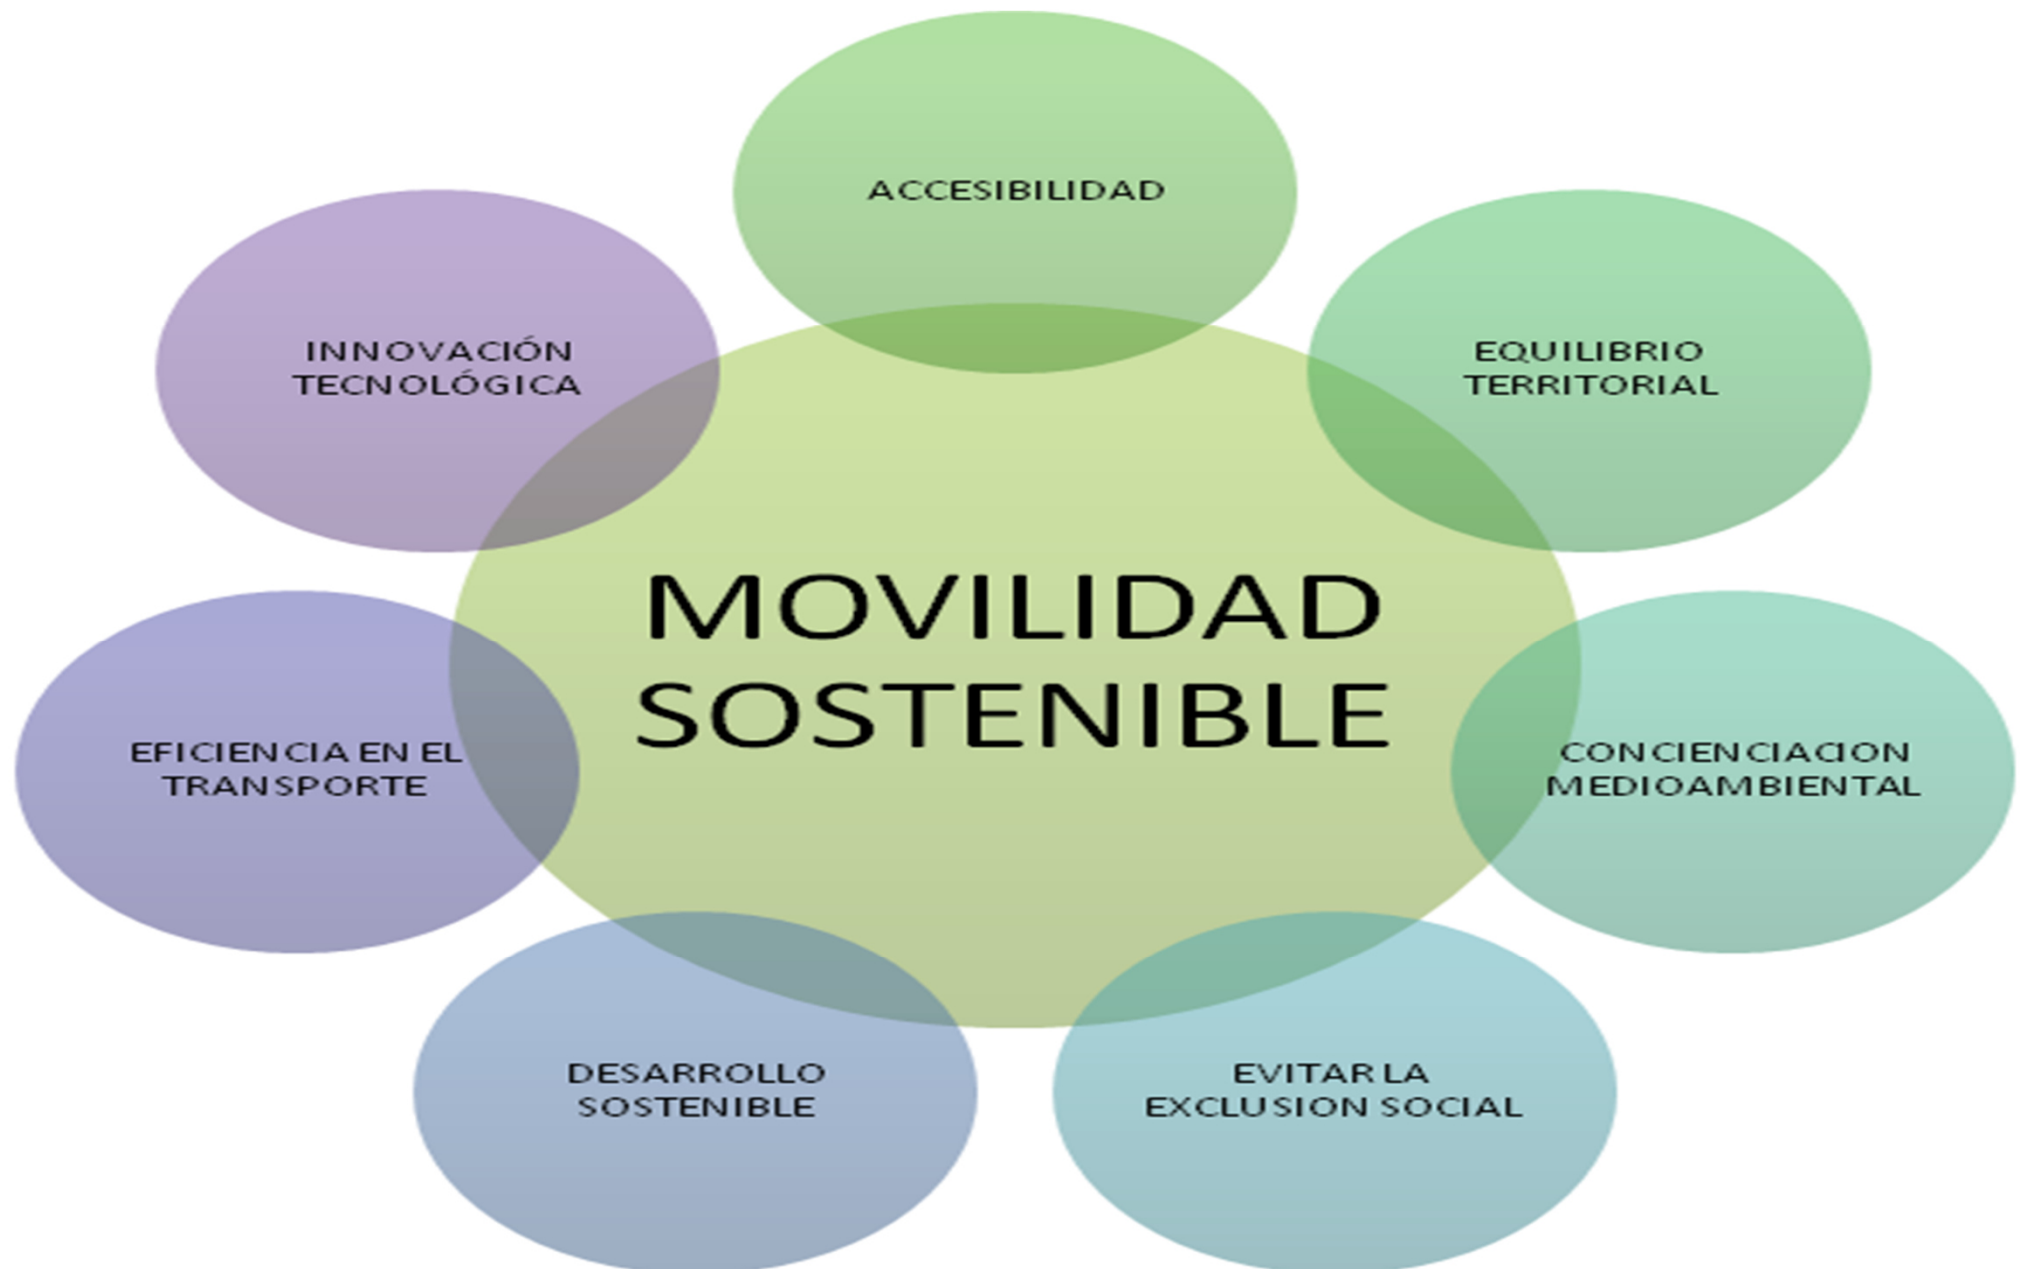 ACCESIBILIDAD
EQUILIBRIO
TERRITORIAL
CONCIENCIACION
MEDIOAMBIENTAL
EVITAR LA
EXCLUSION SOCIAL
DESARROLLO
SOSTENIBLE
EFICIENCIA EN EL
TRANSPORTE
INNOVACIÓN
TECNOLÓGICA
MOVILIDAD
SOSTENIBLE